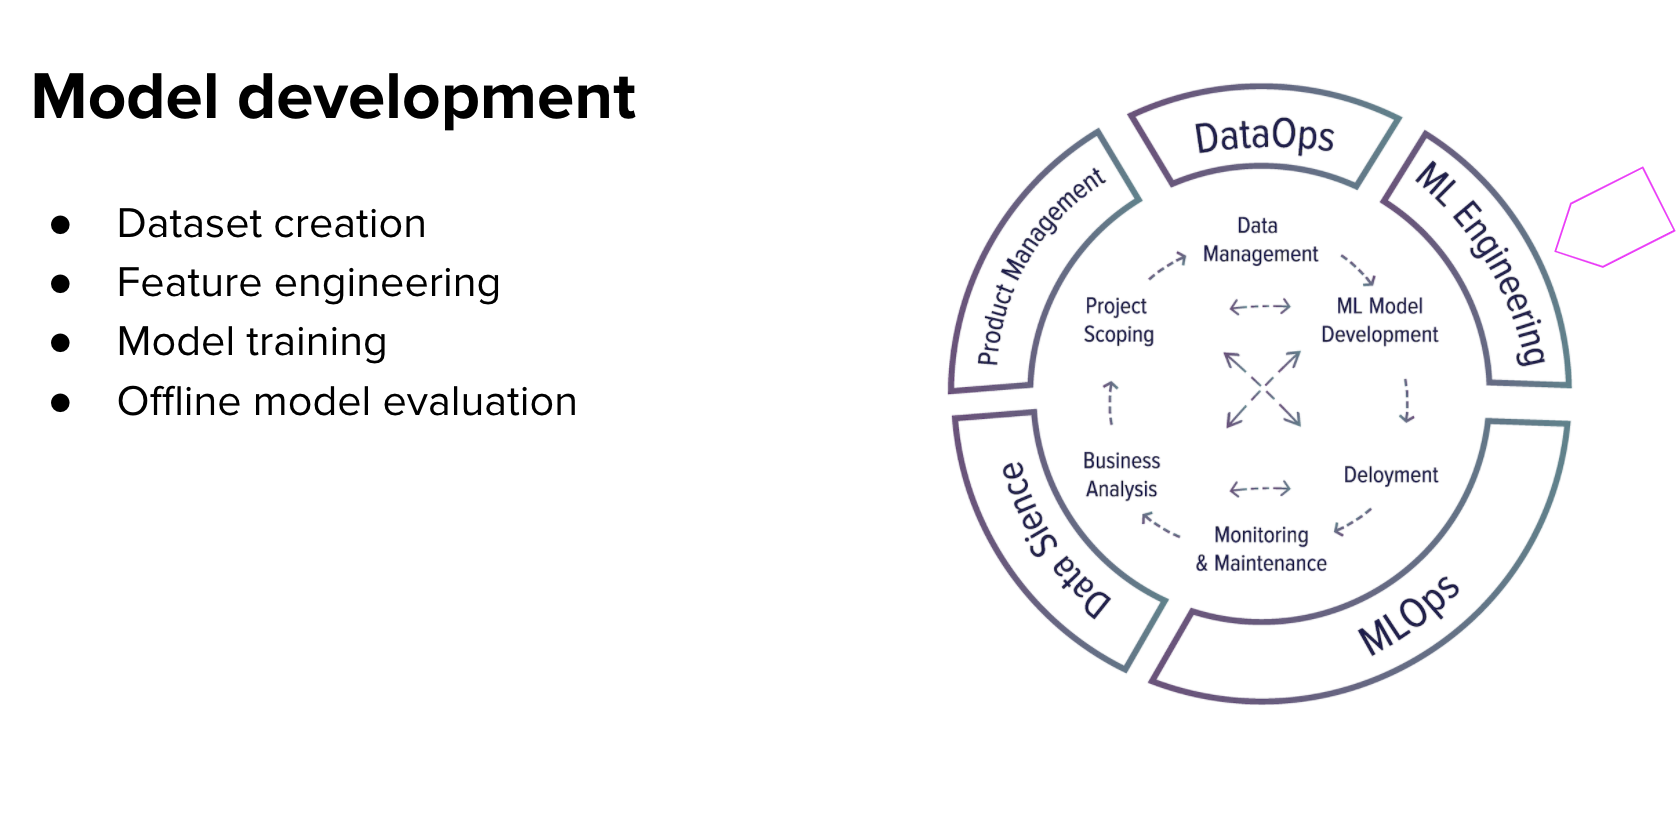 Model development
● Dataset creation
● Feature engineering
● Model training
● Offline model evaluation
DataOps
ML Engineering
MLOps
Data Sience
Product Management
Data
Management
ML Model
Development
Deloyment
Monitoring
& Maintenance
Business
Analysis
Project
Scoping